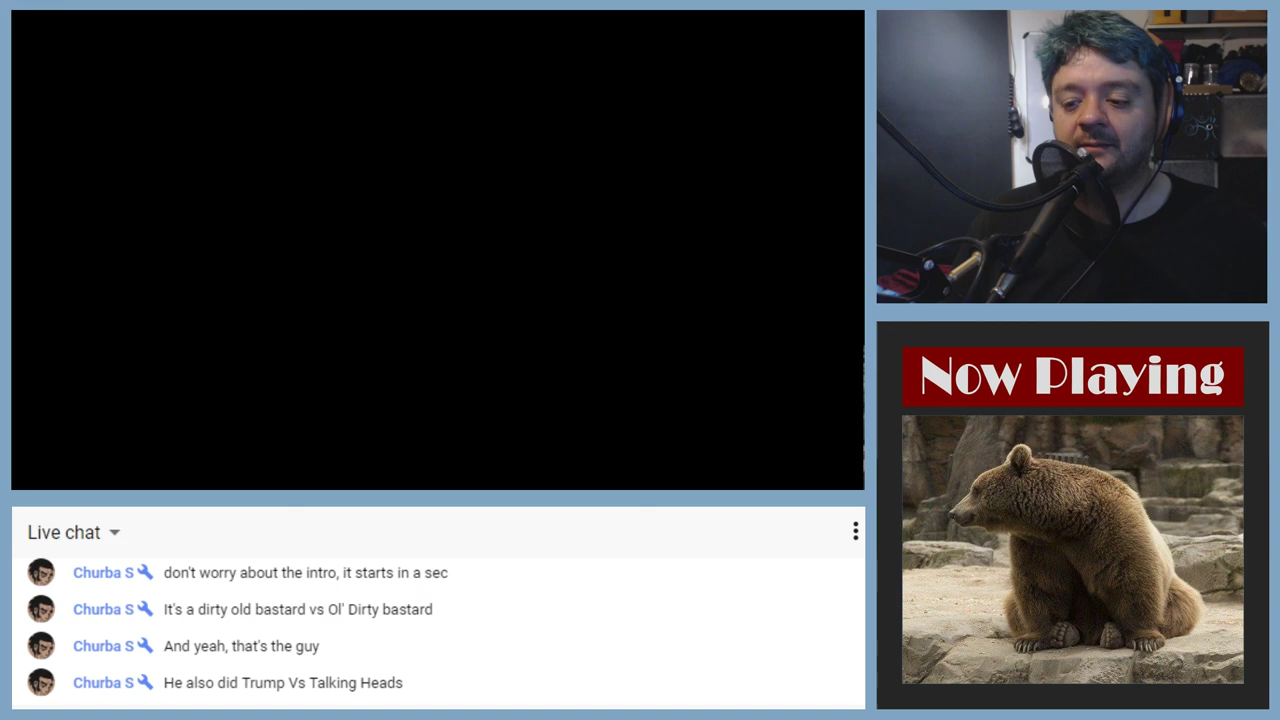 Now Playing
Live chat
Churba S don't worry about the intro, it starts in a sec
Churba S It's a dirty old bastard vs Ol' Dirty bastard
Churba S And yeah, that's the guy
Churba S He also did Trump Vs Talking Heads